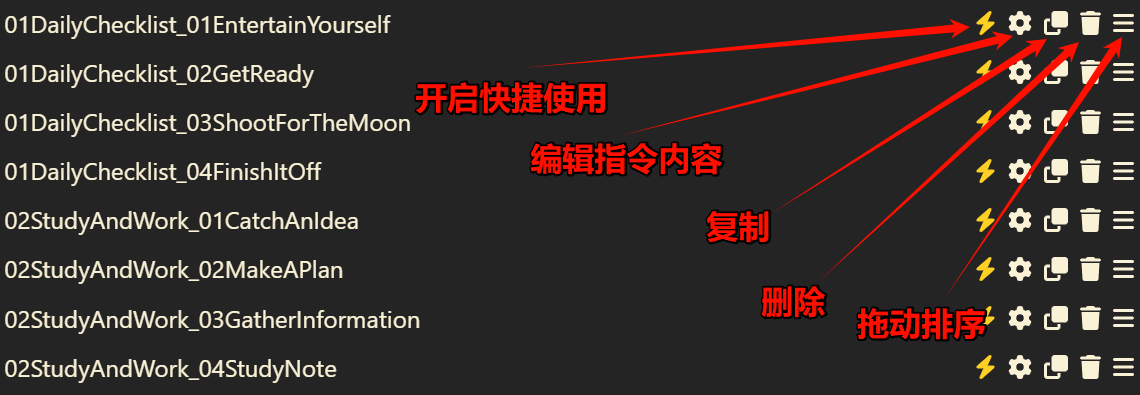 01DailyChecklist_01EntertainYourself
01DailyChecklist_02GetReady
开启快捷使用
01DailyChecklist_03ShootForTheMoon
编辑指令内容
01DailyChecklist_04FinishItOff
02StudyAndWork_01CatchAnIdea
复制
02StudyAndWork_02MakeAPlan
删除
02StudyAndWork_03GatherInformation
拖动排序
02StudyAndWork_04StudyNote